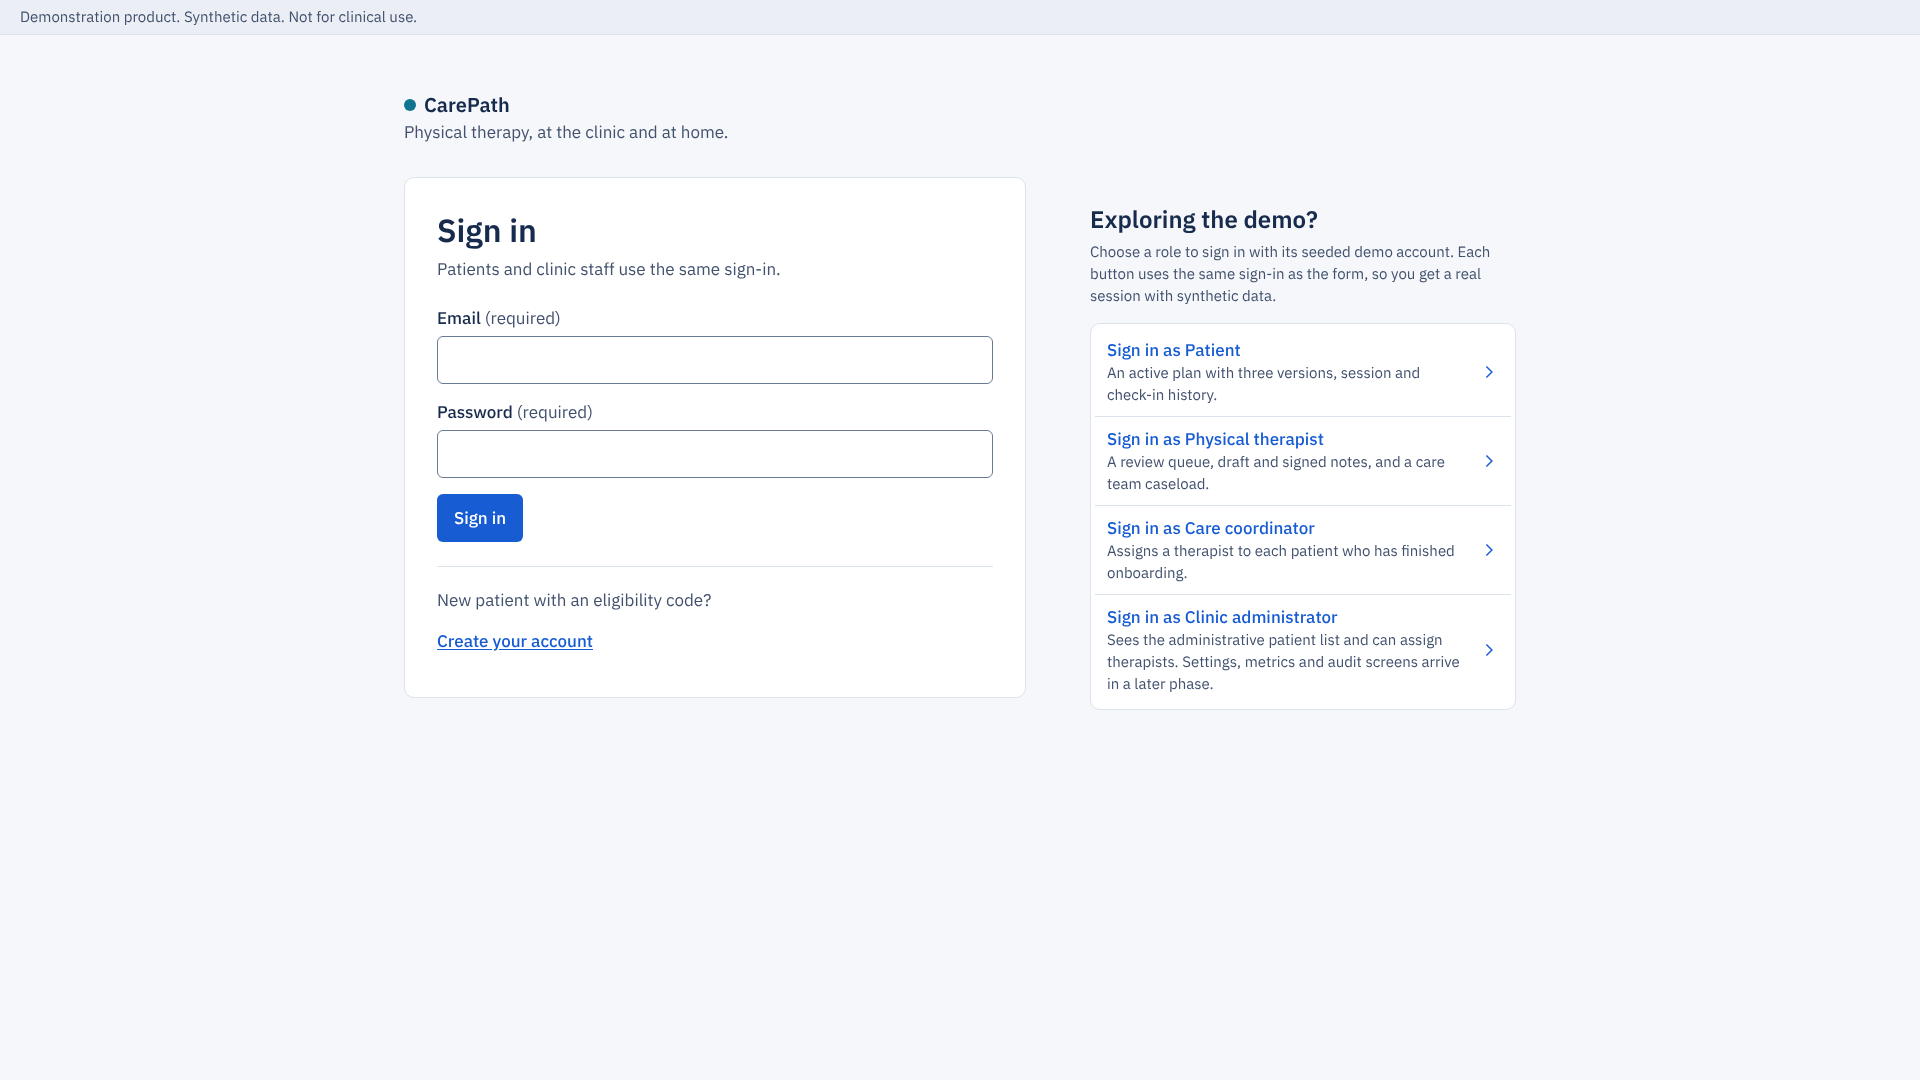 Demonstration product. Synthetic data. Not for clinical use.
CarePath
Physical therapy, at the clinic and at home.
Sign in
Patients and clinic staff use the same sign-in.
Email (required)
Password (required)
Sign in
New patient with an eligibility code?
Create your account
Exploring the demo?
Choose a role to sign in with its seeded demo account. Each
button uses the same sign-in as the form, so you get a real
session with synthetic data.
Sign in as Patient
An active plan with three versions, session and
check-in history.
Sign in as Physical therapist
A review queue, draft and signed notes, and a care
team caseload.
Sign in as Care coordinator
Assigns a therapist to each patient who has finished
onboarding.
Sign in as Clinic administrator
Sees the administrative patient list and can assign
therapists. Settings, metrics and audit screens arrive
in a later phase.